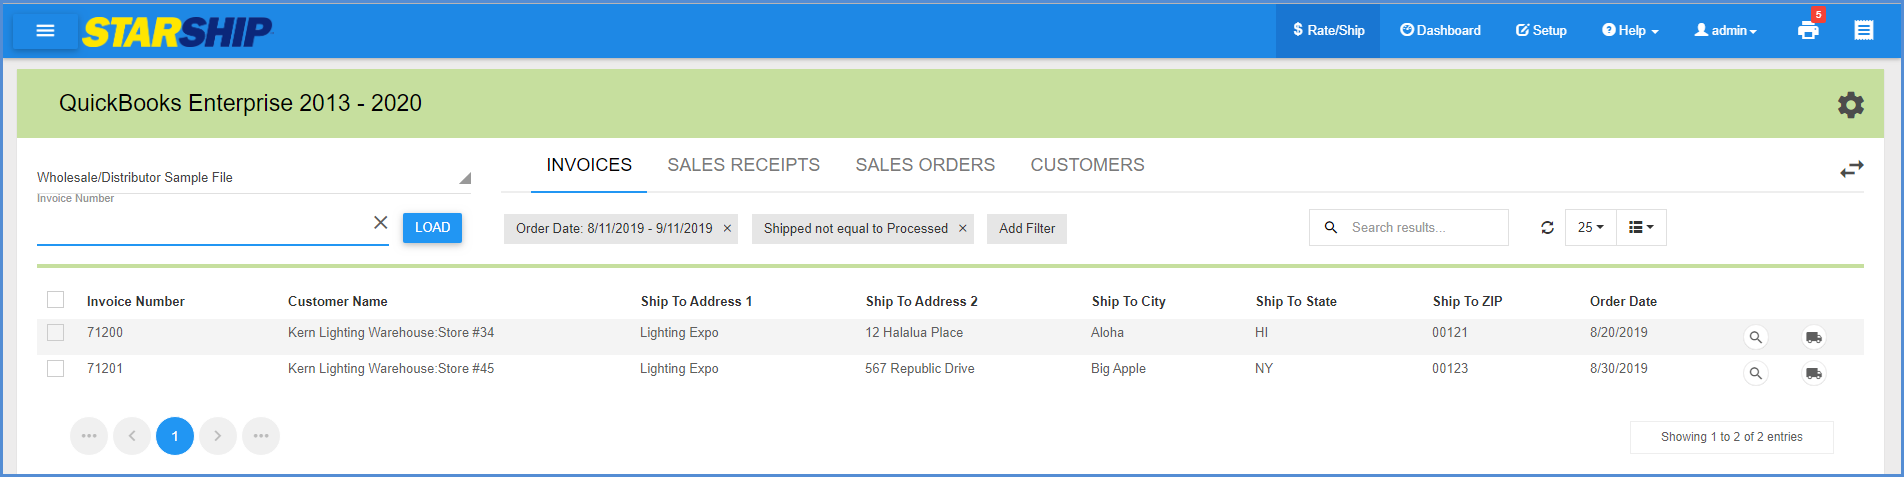 STARSHIP
$ Rate/Ship Dashboard Setup Help admin 5
QuickBooks Enterprise 2013 - 2020
Wholesale/Distributor Sample File
Invoice Number
LOAD
INVOICES SALES RECEIPTS SALES ORDERS CUSTOMERS
Order Date: 8/11/2019 - 9/11/2019 × Shipped not equal to Processed × Add Filter
Search results... 25
Invoice Number Customer Name Ship To Address 1 Ship To Address 2 Ship To City Ship To State Ship To ZIP Order Date
71200 Kern Lighting Warehouse:Store #34 Lighting Expo 12 Halalua Place Aloha HI 00121 8/20/2019
71201 Kern Lighting Warehouse:Store #45 Lighting Expo 567 Republic Drive Big Apple NY 00123 8/30/2019
1
Showing 1 to 2 of 2 entries